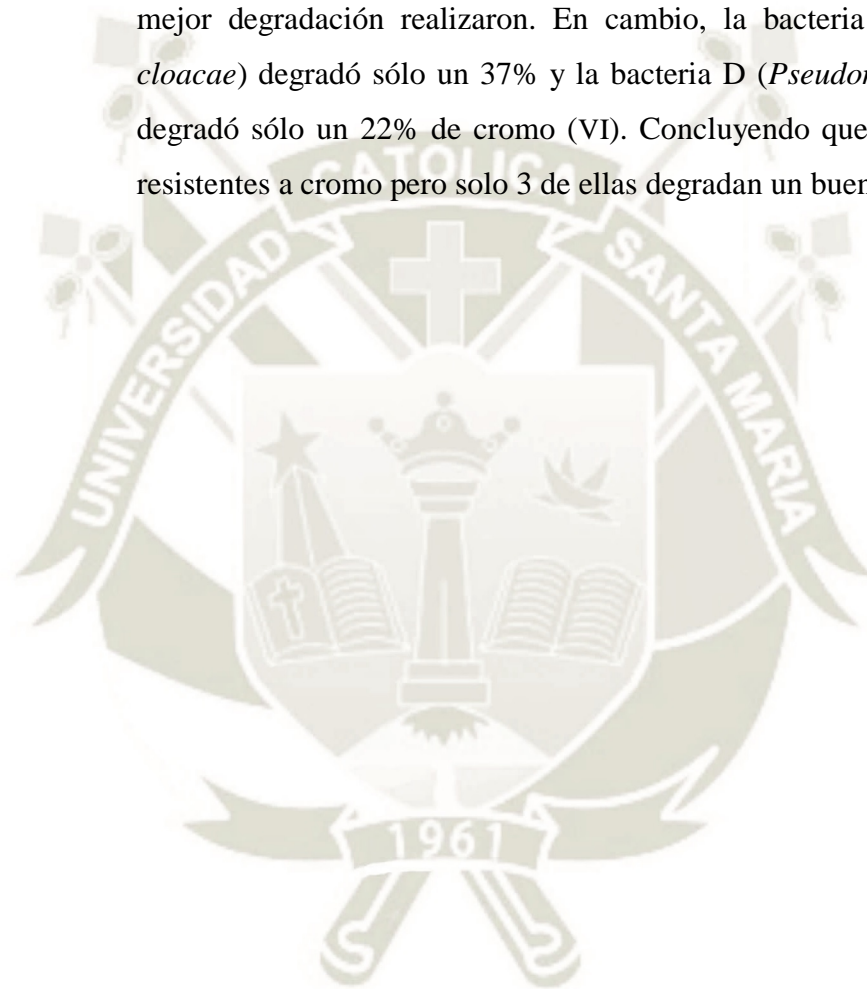 mejor degradación realizaron. En cambio, la bacteria
cloacae) degradó sólo un 37% y la bacteria D (Pseudo
degradó sólo un 22% de cromo (VI). Concluyendo que
resistentes a cromo pero solo 3 de ellas degradan un buen
CATOLICA
UNIVERSIDAD
SANTA MARIA
1961